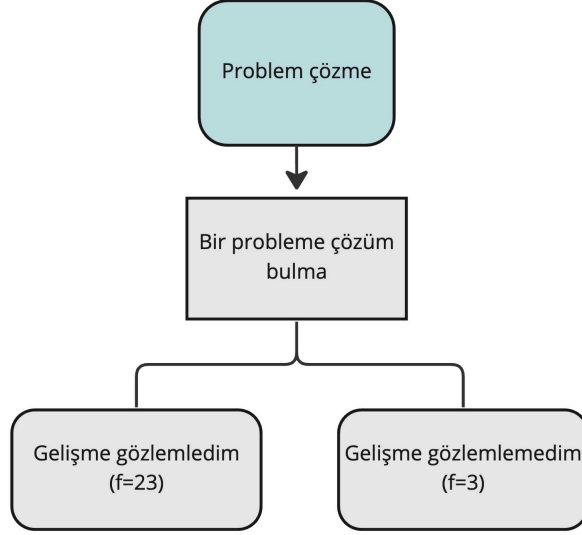 Problem çözme
Bir probleme çözüm
bulma
Gelişme gözlemledim
(f=23)
Gelişme gözlemlemedim
(f=3)